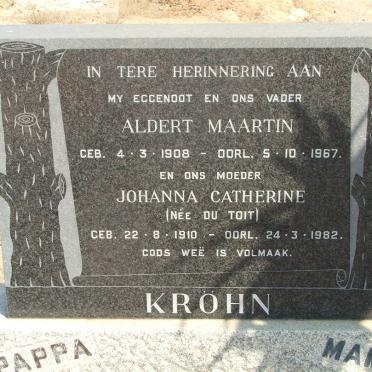 IN TERE HERINNERING AAN
MY EGGENOOT EN ONS VADER
ALDERT MAARTIN
GEB. 4-3-1908 - OORL. 5-10-1967.
EN ONS MOEDER
JOHANNA CATHERINE
(NÉE DU TOIT)
GEB. 22-8-1910 - OORL. 24-3-1982.
GODS WEË IS VOLMAAK.
KRÖHN
PAPPA